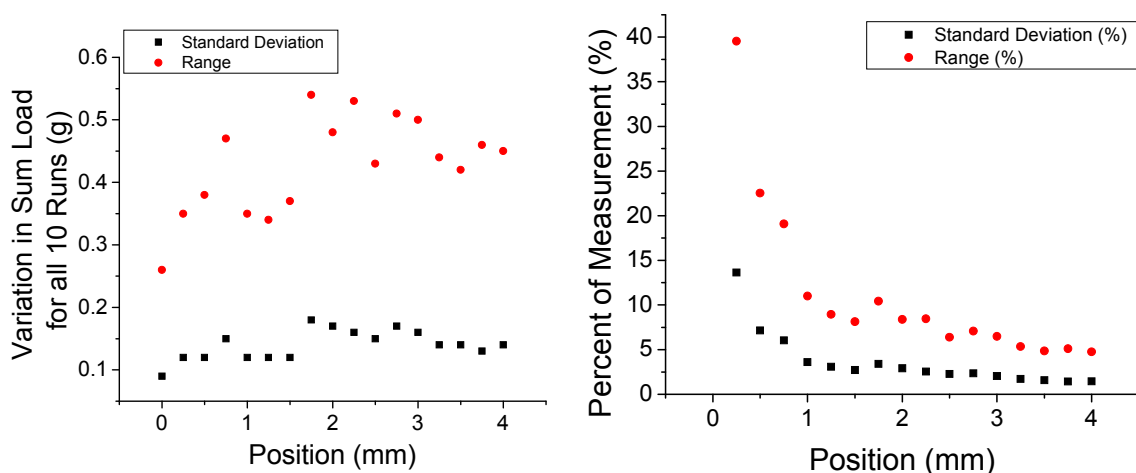 Standard Deviation
Range
Variation in Sum Load
for all 10 Runs (g)
0.6
0.5
0.4
0.3
0.2
0.1
0
1
2
3
4
Position (mm)
Standard Deviation (%)
Range (%)
Percent of Measurement (%)
40
35
30
25
20
15
10
5
0
0
1
2
3
4
Position (mm)